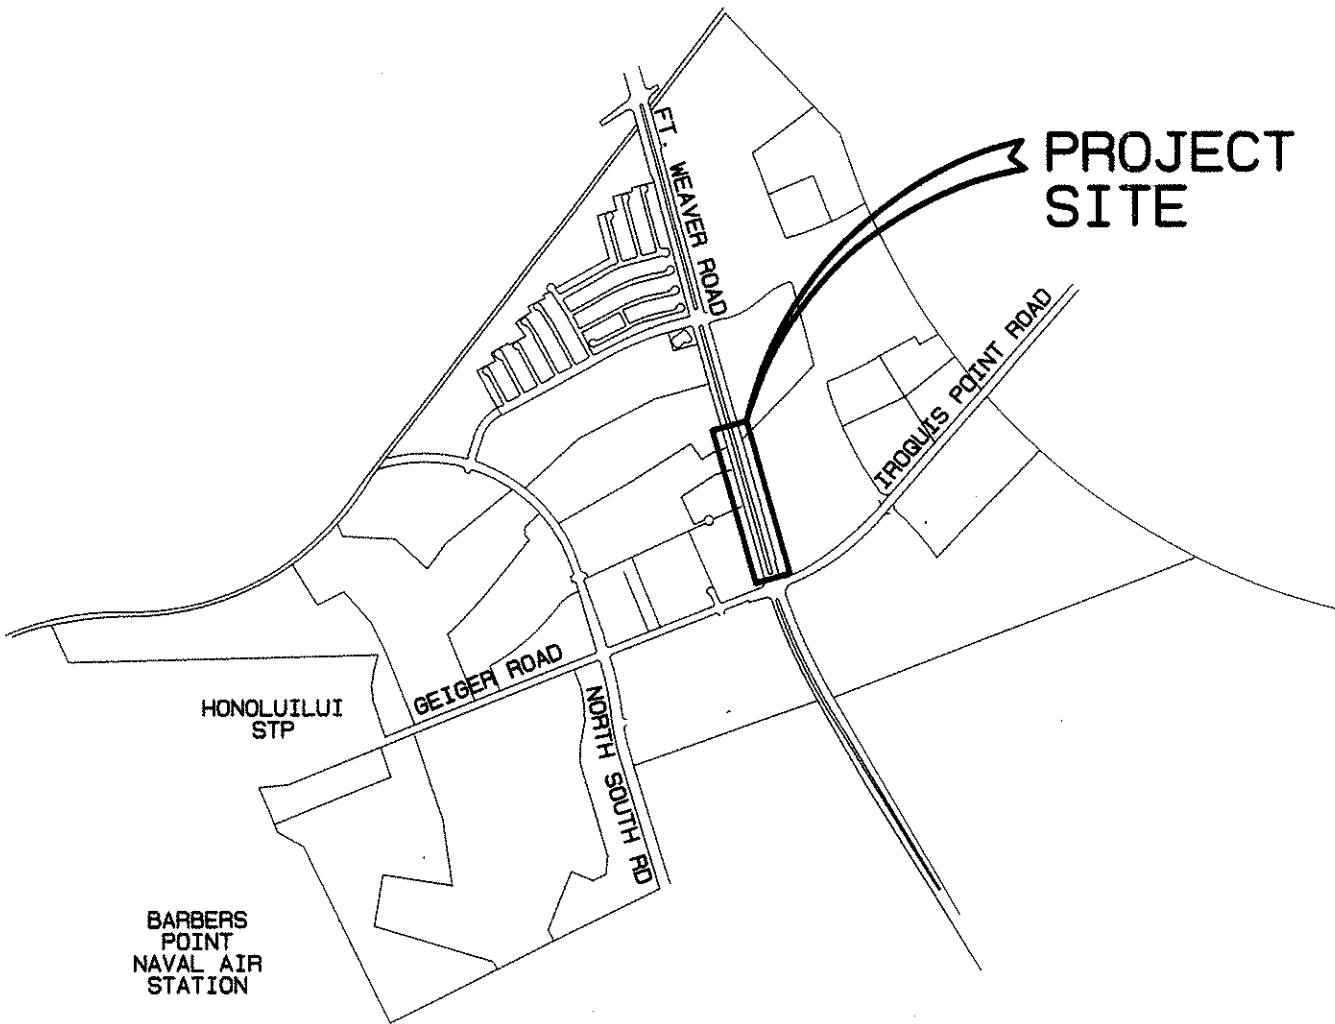 FT. WEAVER ROAD
PROJECT
SITE
IROQUIS POINT ROAD
GEIGER ROAD
HONOLUILUI
STP
NORTH SOUTH RD
BARBERS
POINT
NAVAL AIR
STATION